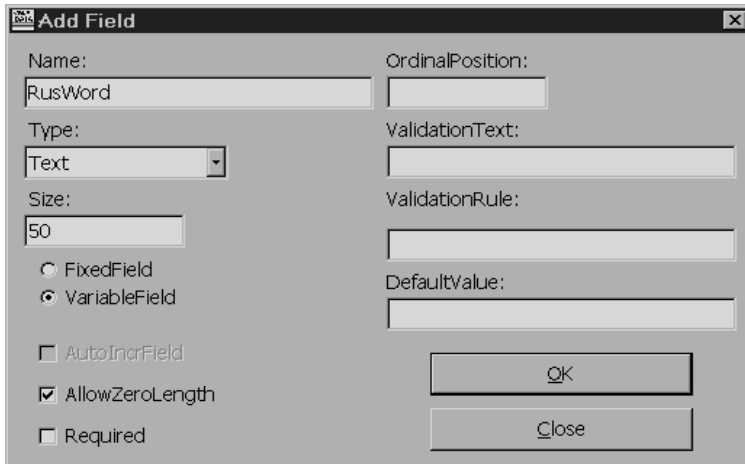 Add Field
Name:
RusWord
Type:
Text
Size:
50
FixedField
VariableField
AutoIncrField
AllowZeroLength
Required
OrdinalPosition:
ValidationText:
ValidationRule:
DefaultValue:
OK
Close